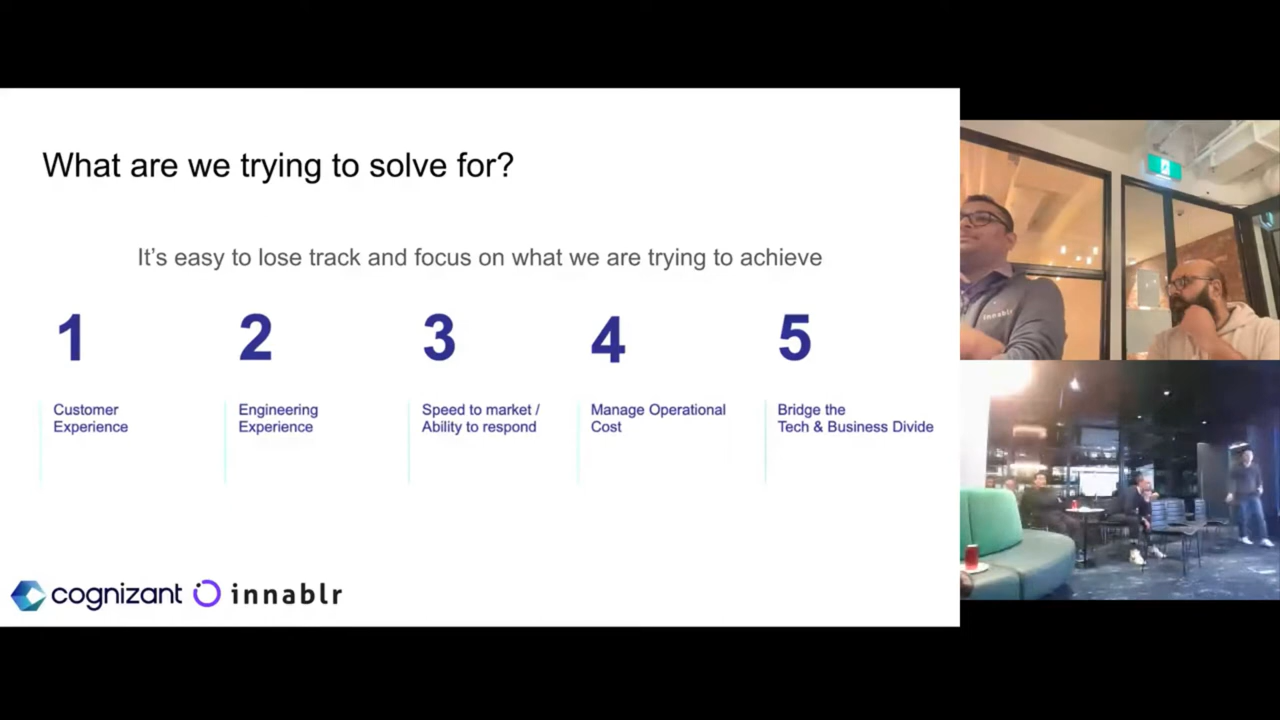 What are we trying to solve for?
It's easy to lose track and focus on what we are trying to achieve
1
2
3
4
5
Customer
Experience
Engineering
Experience
Speed to market /
Ability to respond
Manage Operational
Cost
Bridge the
Tech & Business Divide
cognizant
innablr
innablr